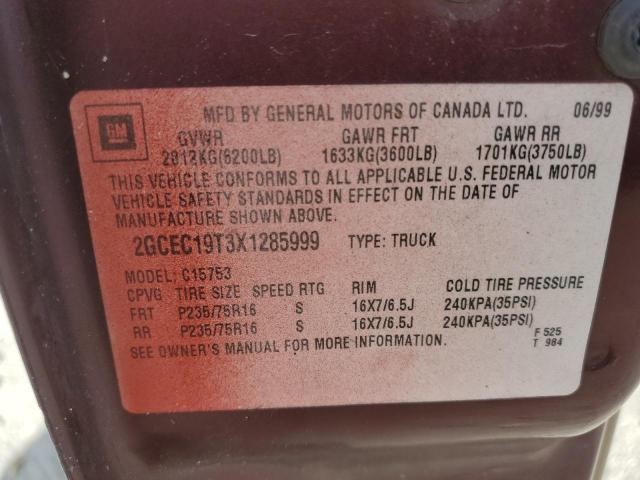 GM
MFD BY GENERAL MOTORS OF CANADA LTD. 06/99
GVWR GAWR FRT GAWR RR
2812KG(6200LB) 1633KG(3600LB) 1701KG(3750LB)
THIS VEHICLE CONFORMS TO ALL APPLICABLE U.S. FEDERAL MOTOR
VEHICLE SAFETY STANDARDS IN EFFECT ON THE DATE OF
MANUFACTURE SHOWN ABOVE.
2GCEC19T3X1285999 TYPE: TRUCK
MODEL: C15753
CPVG TIRE SIZE SPEED RTG RIM COLD TIRE PRESSURE
FRT P235/75R16 S 16X7/6.5J 240KPA(35PSI)
RR P235/75R16 S 16X7/6.5J 240KPA(35PSI)
SEE OWNER'S MANUAL FOR MORE INFORMATION.
F 525
T 984